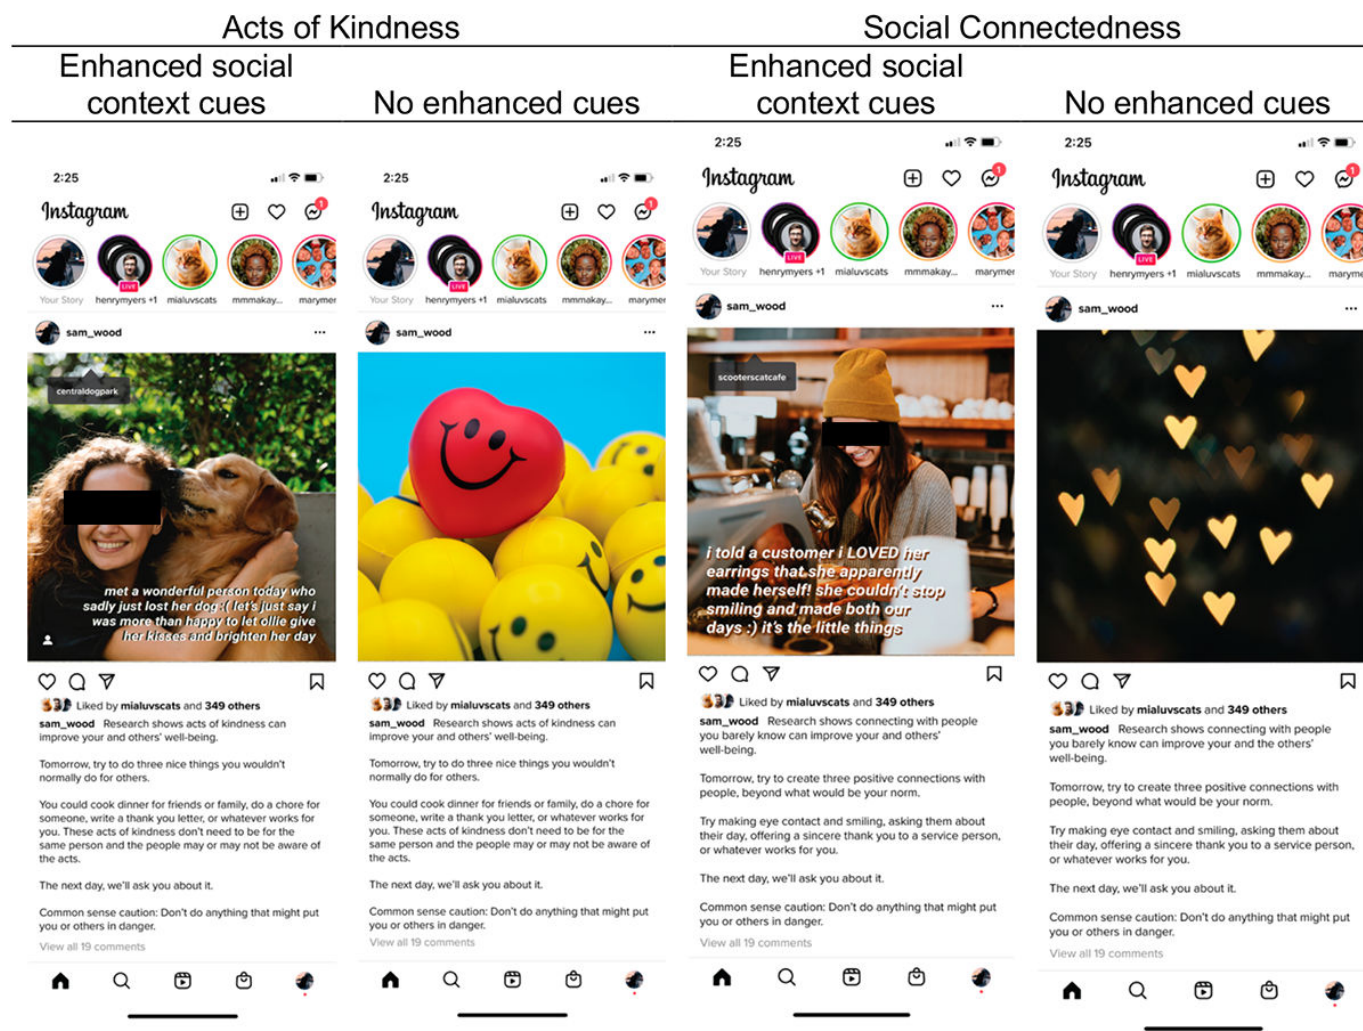 Acts of Kindness
Social Connectedness
Enhanced social
context cues
No enhanced cues
Enhanced social
context cues
No enhanced cues
2:25
Instagram
1
LIVE
Your Story
henrymyers +1
mialuvscats
mmmakay...
marymer
sam_wood
centraldogpark
met a wonderful person today who
sadly just lost her dog :( let's just say i
was more than happy to let ollie give
her kisses and brighten her day
Liked by mialuvscats and 349 others
sam_wood Research shows acts of kindness can
improve your and others' well-being.
Tomorrow, try to do three nice things you wouldn't
normally do for others.
You could cook dinner for friends or family, do a chore for
someone, write a thank you letter, or whatever works for
you. These acts of kindness don't need to be for the
same person and the people may or may not be aware of
the acts.
The next day, we'll ask you about it.
Common sense caution: Don't do anything that might put
you or others in danger.
View all 19 comments
2:25
Instagram
1
LIVE
Your Story
henrymyers +1
mialuvscats
mmmakay...
marymer
sam_wood
Liked by mialuvscats and 349 others
sam_wood Research shows acts of kindness can
improve your and others' well-being.
Tomorrow, try to do three nice things you wouldn't
normally do for others.
You could cook dinner for friends or family, do a chore for
someone, write a thank you letter, or whatever works for
you. These acts of kindness don't need to be for the
same person and the people may or may not be aware of
the acts.
The next day, we'll ask you about it.
Common sense caution: Don't do anything that might put
you or others in danger.
View all 19 comments
2:25
Instagram
1
LIVE
Your Story
henrymyers +1
mialuvscats
mmmakay...
marymer
sam_wood
scooterscatcafe
i told a customer i LOVED her
earrings that she apparently
made herself! she couldn't stop
smiling and made both our
days :) it's the little things
Liked by mialuvscats and 349 others
sam_wood Research shows connecting with people
you barely know can improve your and others'
well-being.
Tomorrow, try to create three positive connections with
people, beyond what would be your norm.
Try making eye contact and smiling, asking them about
their day, offering a sincere thank you to a service person,
or whatever works for you.
The next day, we'll ask you about it.
Common sense caution: Don't do anything that might put
you or others in danger.
View all 19 comments
2:25
Instagram
1
LIVE
Your Story
henrymyers +1
mialuvscats
mmmakay...
maryme
sam_wood
Liked by mialuvscats and 349 others
sam_wood Research shows connecting with people
you barely know can improve your and the others'
well-being.
Tomorrow, try to create three positive connections with
people, beyond what would be your norm.
Try making eye contact and smiling, asking them about
their day, offering a sincere thank you to a service person,
or whatever works for you.
The next day, we'll ask you about it.
Common sense caution: Don't do anything that might put
you or others in danger.
View all 19 comments